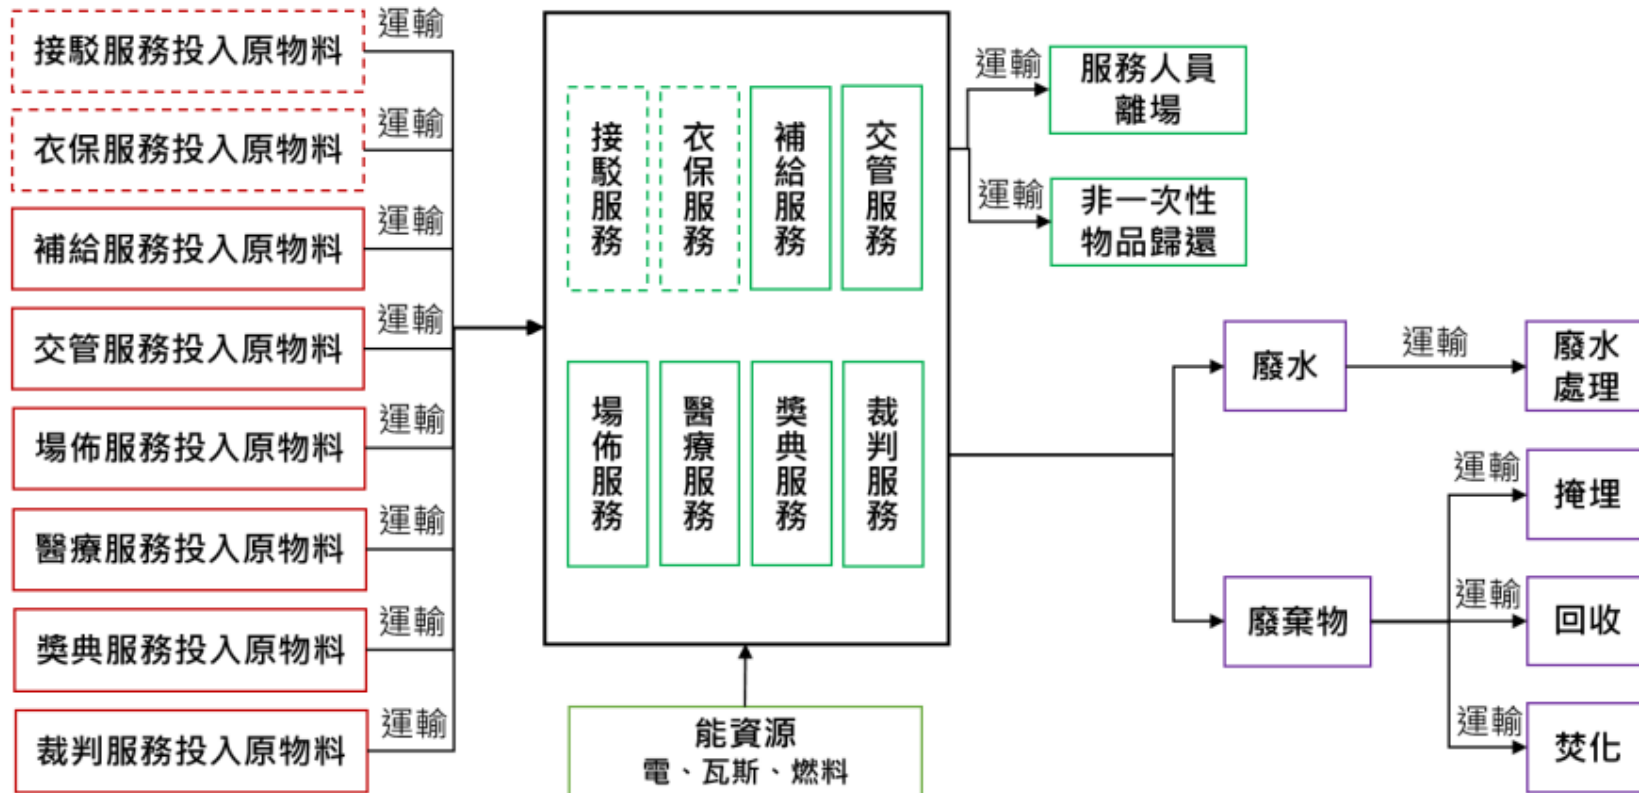 接駁服務投入原物料
運輸
衣保服務投入原物料
運輸
補給服務投入原物料
運輸
交管服務投入原物料
運輸
場佈服務投入原物料
運輸
醫療服務投入原物料
運輸
獎典服務投入原物料
運輸
裁判服務投入原物料
運輸
接駁服務
衣保服務
補給服務
交管服務
場佈服務
醫療服務
獎典服務
裁判服務
能資源
電、瓦斯、燃料
運輸
服務人員
離場
運輸
非一次性
物品歸還
廢水
運輸
廢水
處理
廢棄物
運輸
掩埋
運輸
回收
運輸
焚化